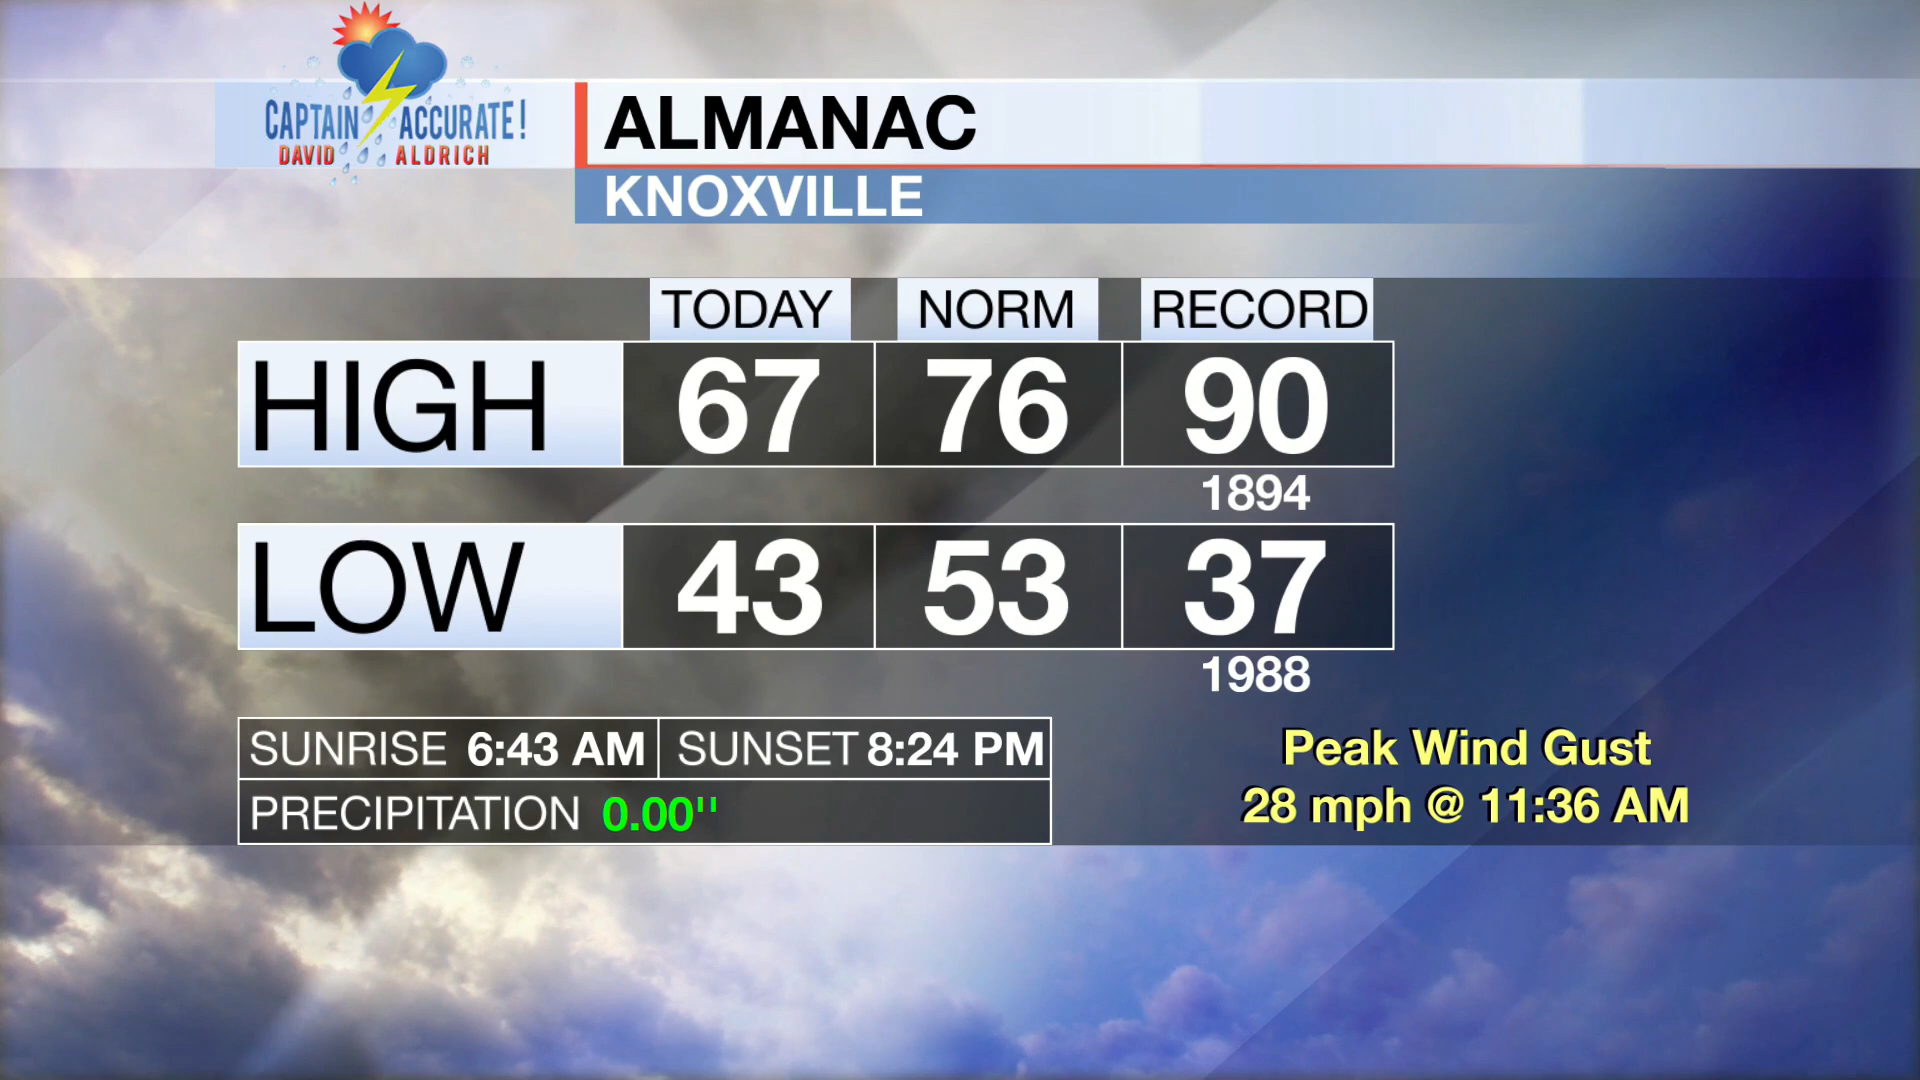 CAPTAIN ACCURATE!
DAVID ALDRICH
ALMANAC
KNOXVILLE
TODAY NORM RECORD
HIGH 67 76 90
1894
LOW 43 53 37
1988
SUNRISE 6:43 AM SUNSET 8:24 PM
PRECIPITATION 0.00''
Peak Wind Gust
28 mph @ 11:36 AM